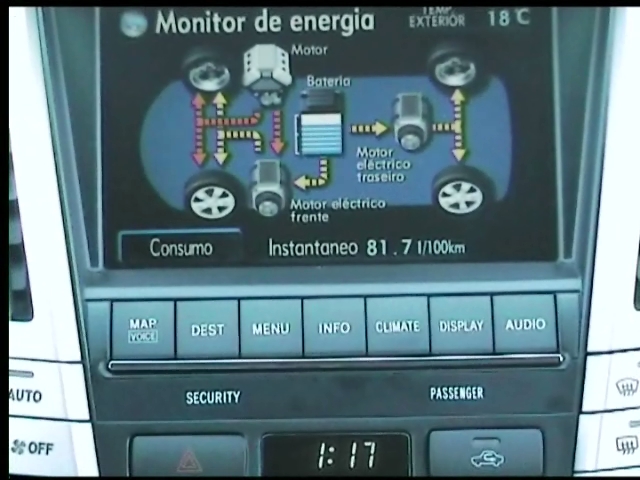 Monitor de energia
TEMP.
EXTERIOR 18°C
Motor
Batería
Motor
eléctrico
traseiro
Motor eléctrico
frente
Consumo
Instantaneo 81.7 l/100km
MAP
VOICE
DEST
MENU
INFO
CLIMATE
DISPLAY
AUDIO
AUTO
SECURITY
PASSENGER
OFF
1:17